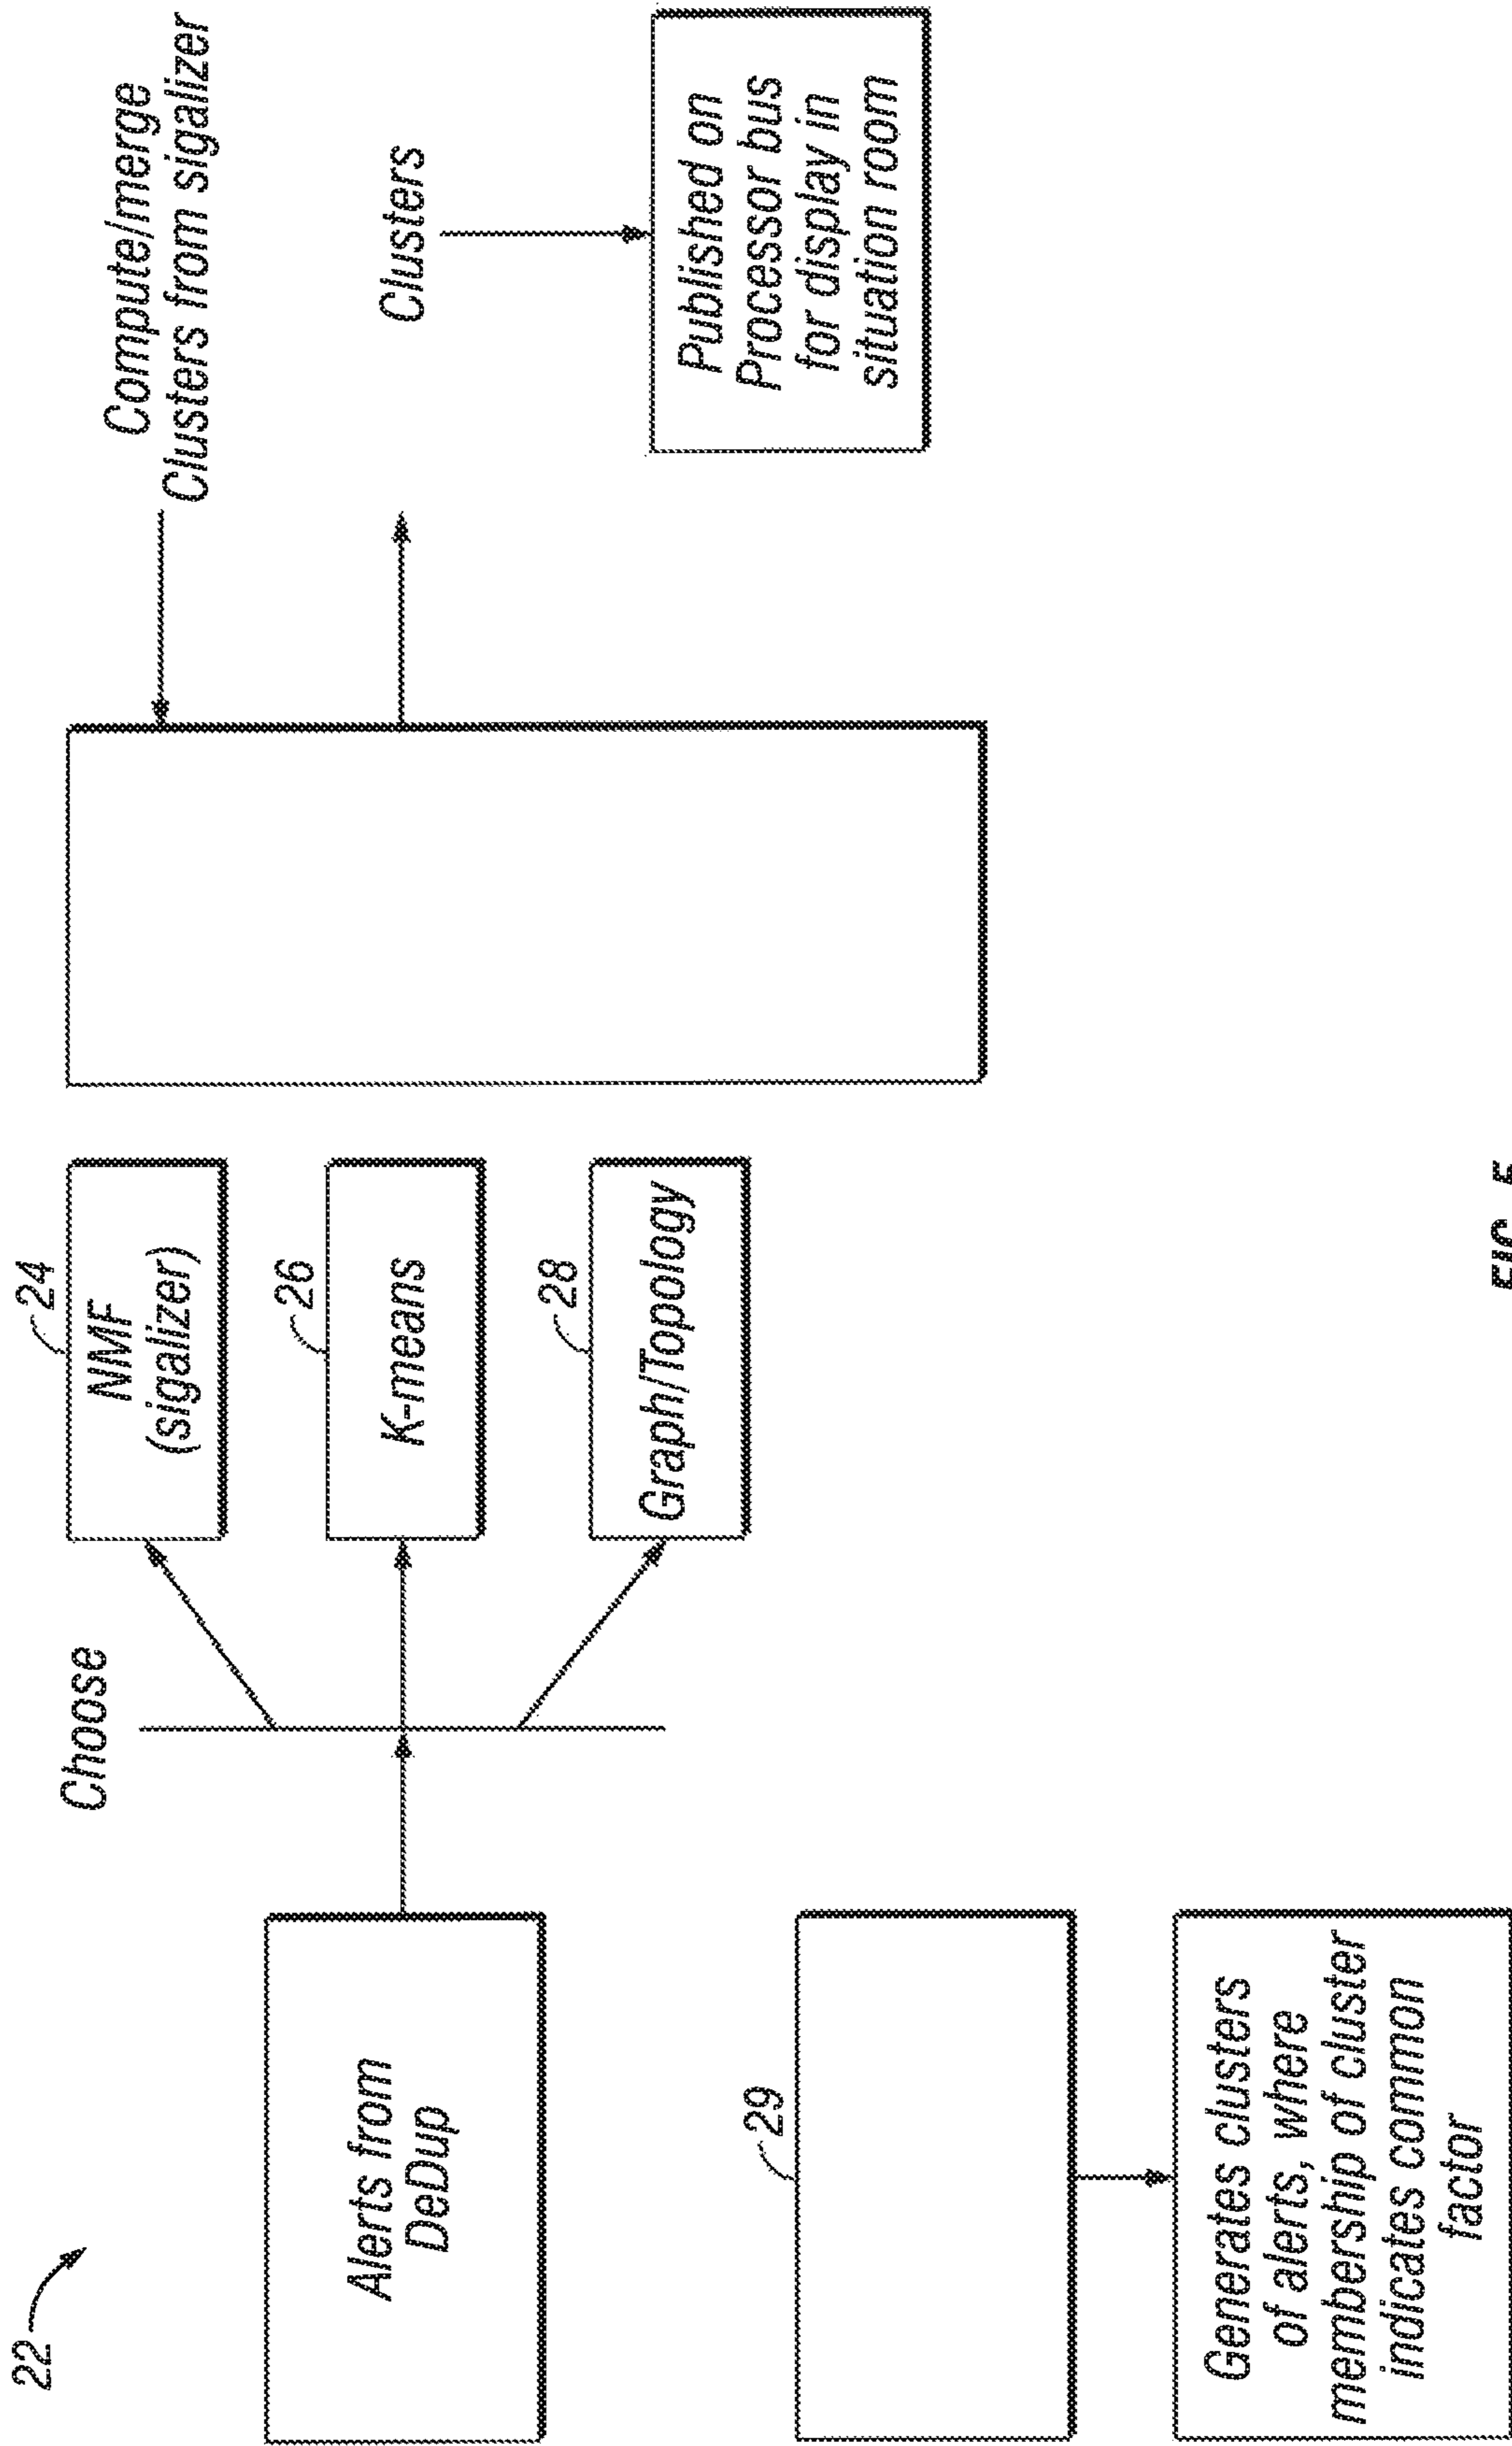 22
Alerts from
DeDup
Choose
24
NMF
(sigalizer)
26
K-means
28
Graph/Topology
Compute/merge
Clusters from sigalizer
Clusters
Published on
Processor bus
for display in
situation room
29
Generates clusters
of alerts, where
membership of cluster
indicates common
factor